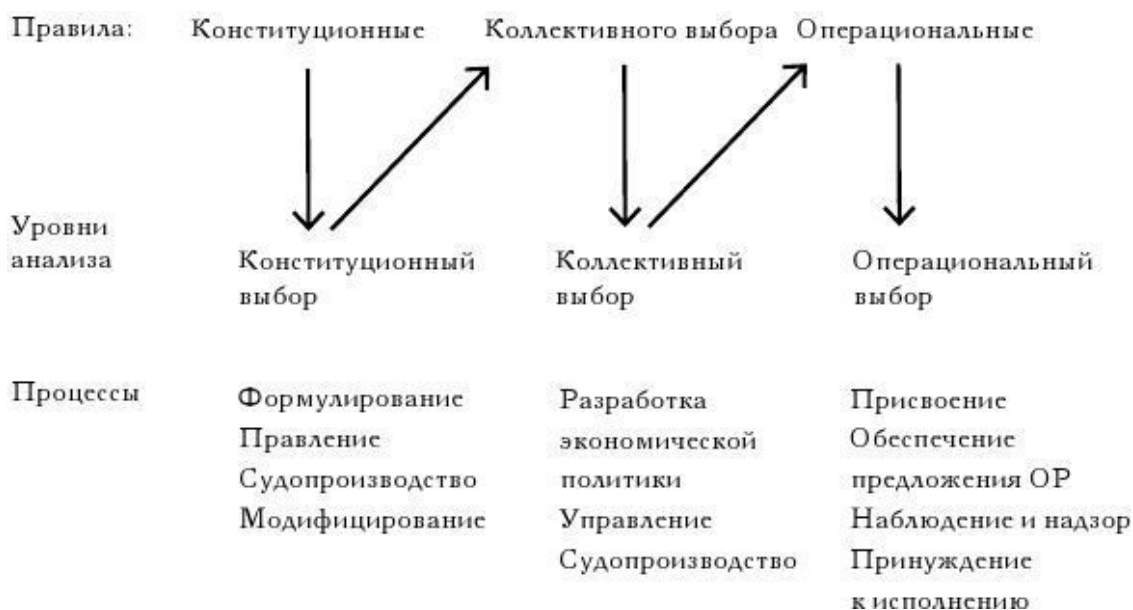 Правила: Конституционные Коллективного выбора Операциональные
Уровни
анализа
Конституционный
выбор
Коллективный
выбор
Операциональный
выбор
Процессы
Формулирование
Правление
Судопроизводство
Модифицирование
Разработка
экономической
политики
Управление
Судопроизводство
Присвоение
Обеспечение
предложения ОР
Наблюдение и надзор
Принуждение
к исполнению